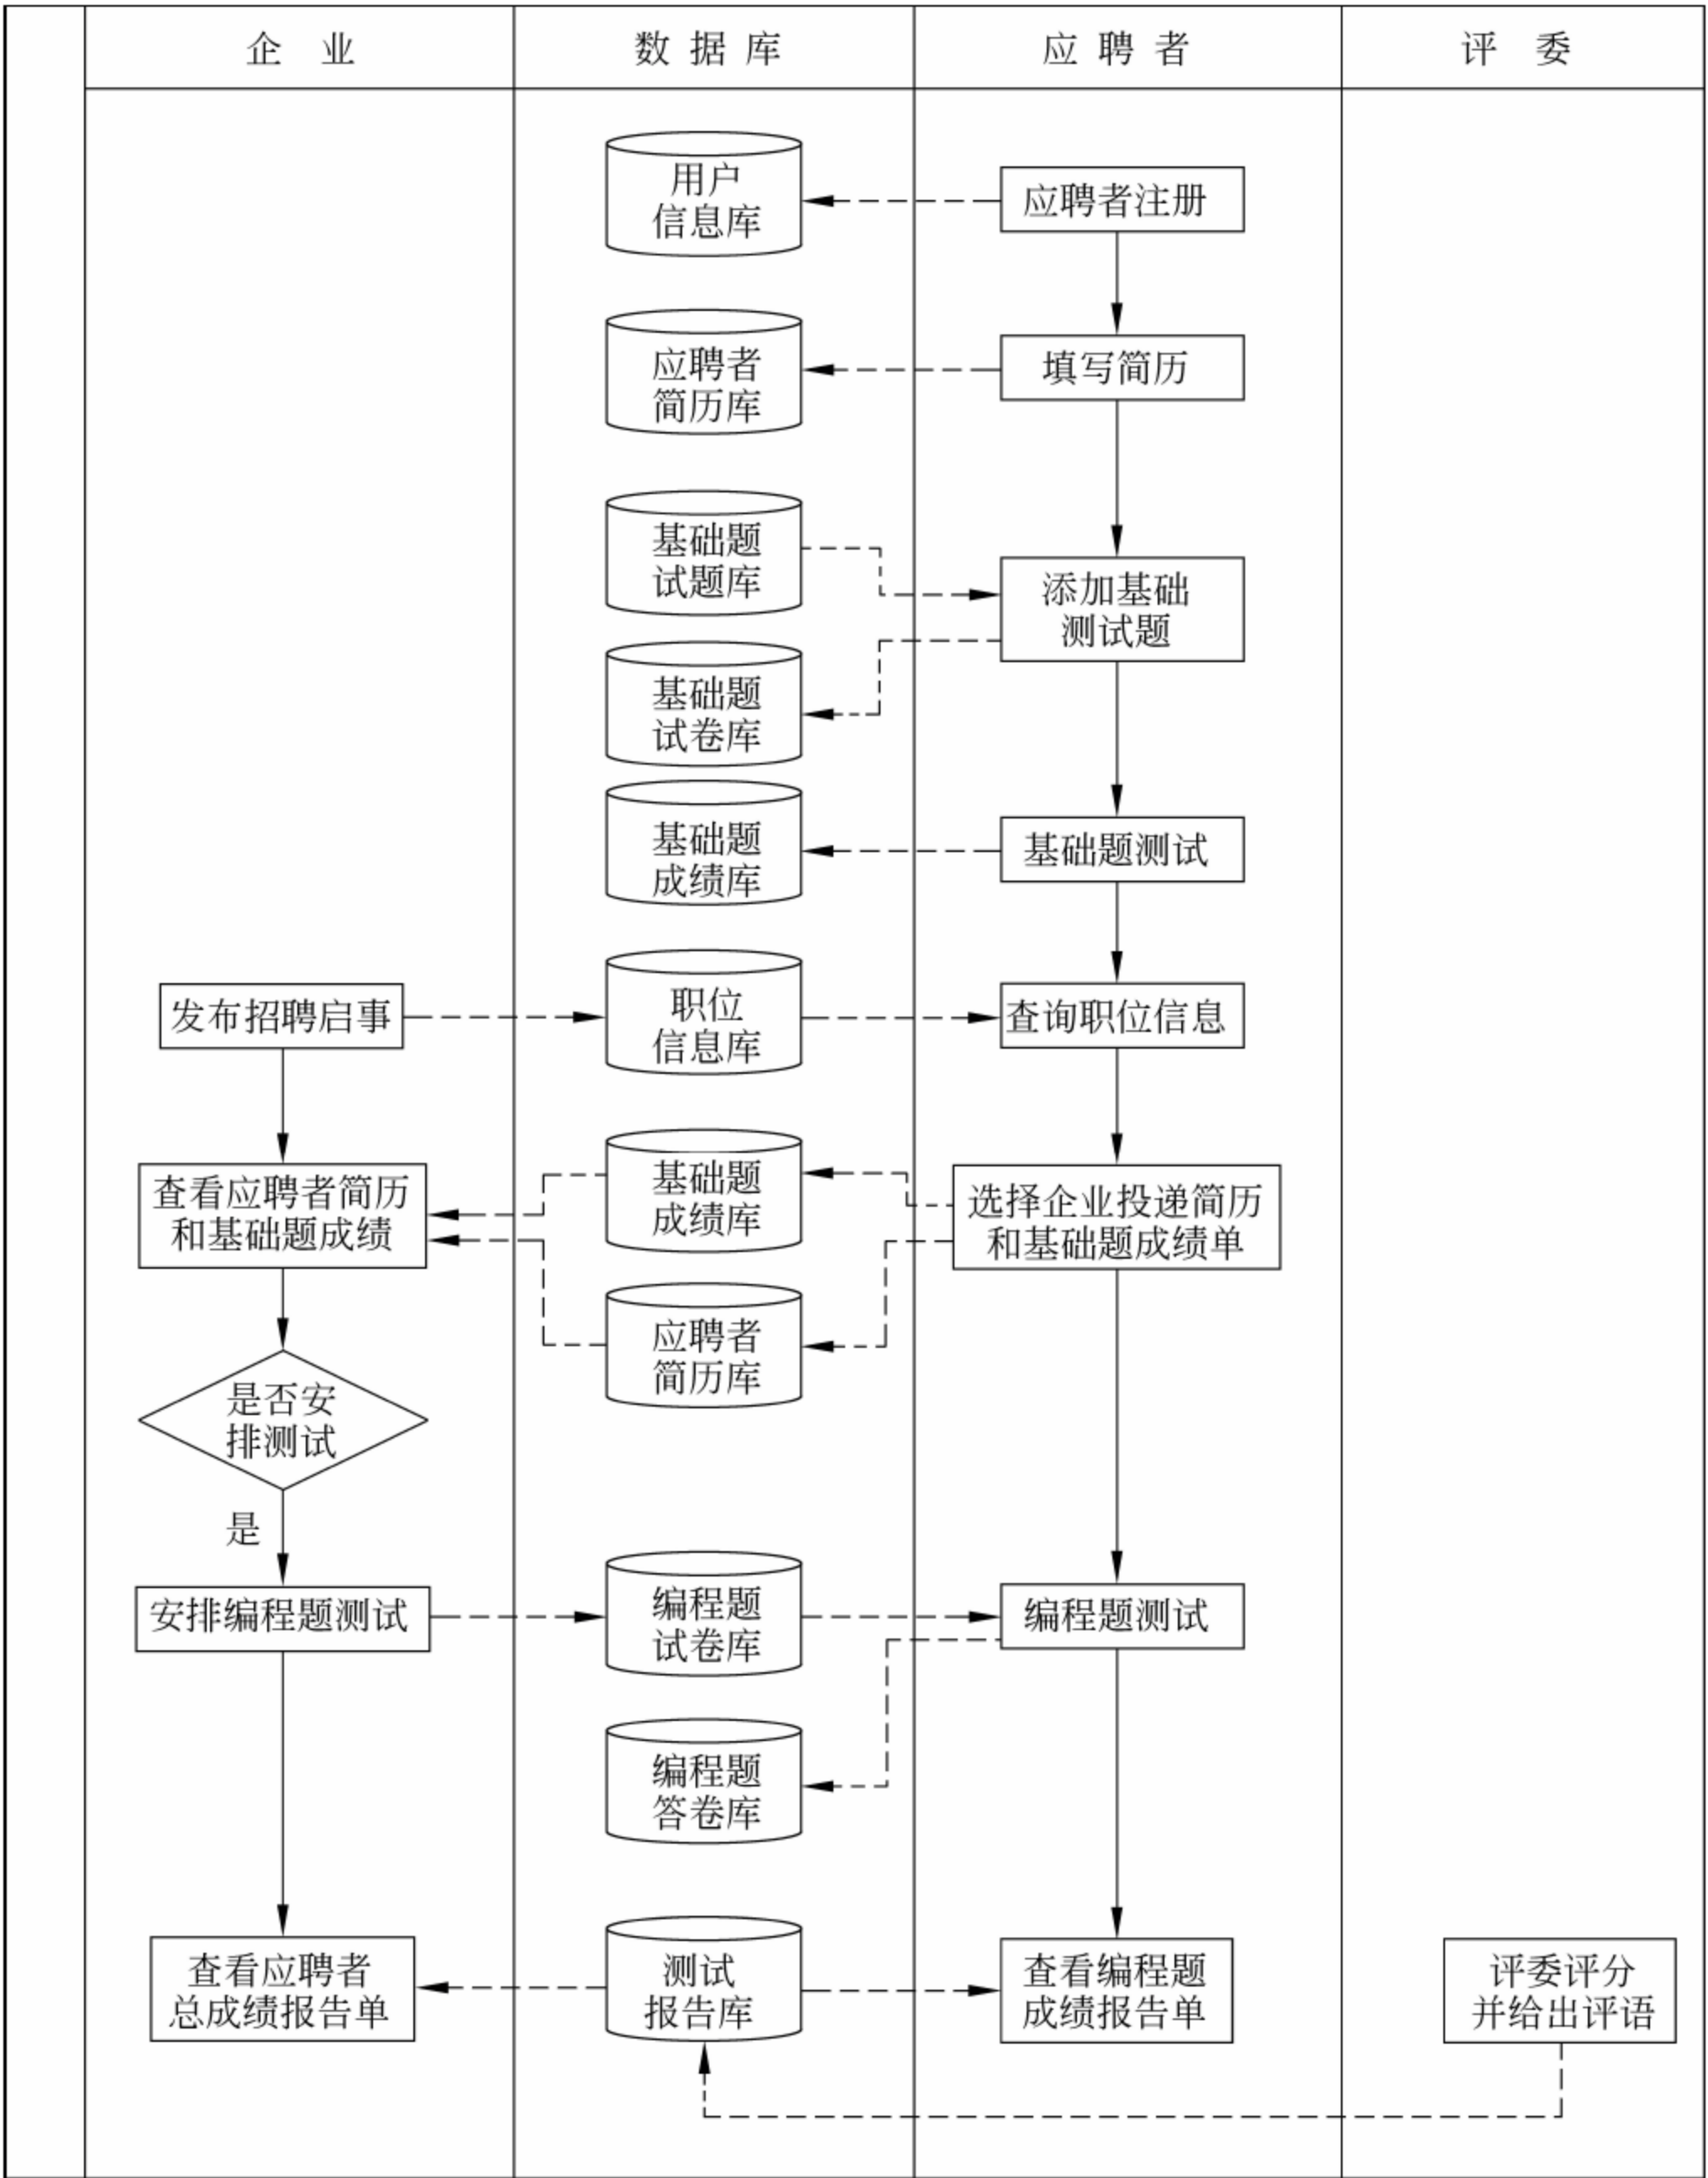 企 业
数 据 库
应 聘 者
评 委
用户
信息库
应聘者注册
应聘者
简历库
填写简历
基础题
试题库
添加基础
测试题
基础题
试卷库
基础题
成绩库
基础题测试
发布招聘启事
职位
信息库
查询职位信息
查看应聘者简历
和基础题成绩
基础题
成绩库
选择企业投递简历
和基础题成绩单
应聘者
简历库
是否安
排测试
是
安排编程题测试
编程题
试卷库
编程题测试
编程题
答卷库
查看应聘者
总成绩报告单
测试
报告库
查看编程题
成绩报告单
评委评分
并给出评语